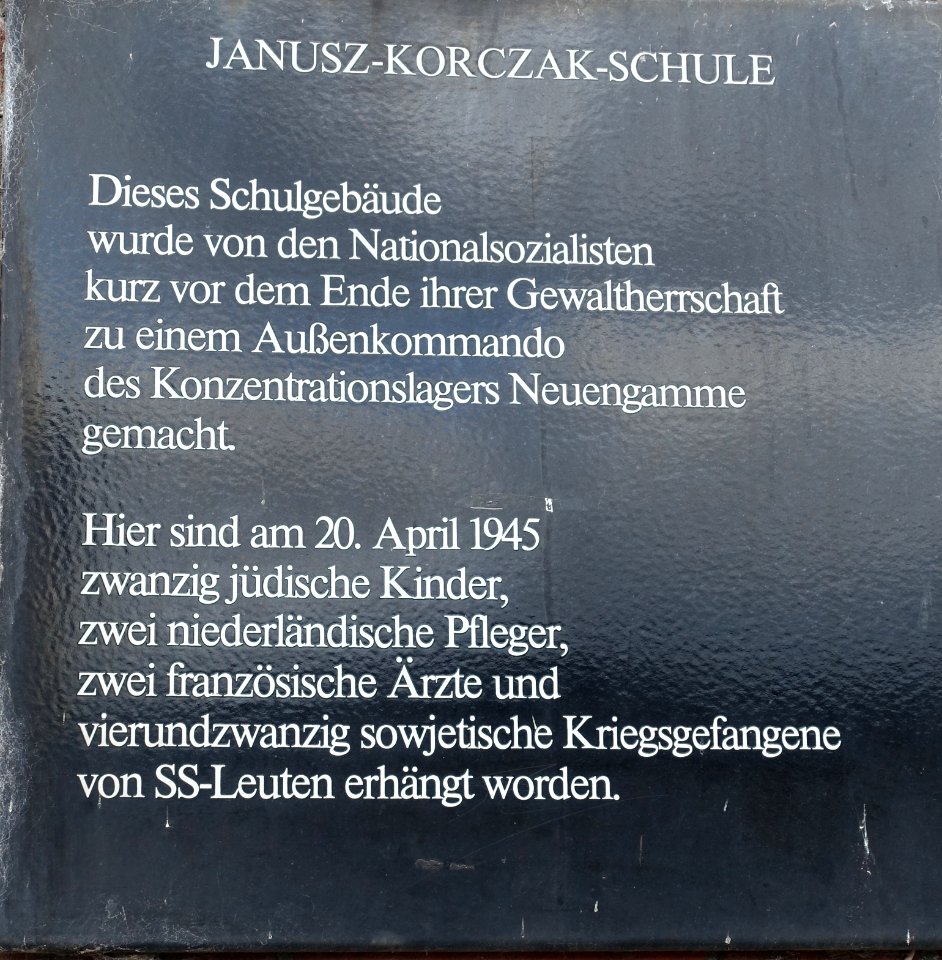 JANUSZ-KORCZAK-SCHULE
Dieses Schulgebäude
wurde von den Nationalsozialisten
kurz vor dem Ende ihrer Gewaltherrschaft
zu einem Außenkommando
des Konzentrationslagers Neuengamme
gemacht.
Hier sind am 20. April 1945
zwanzig jüdische Kinder,
zwei niederländische Pfleger,
zwei französische Ärzte und
vierundzwanzig sowjetische Kriegsgefangene
von SS-Leuten erhängt worden.